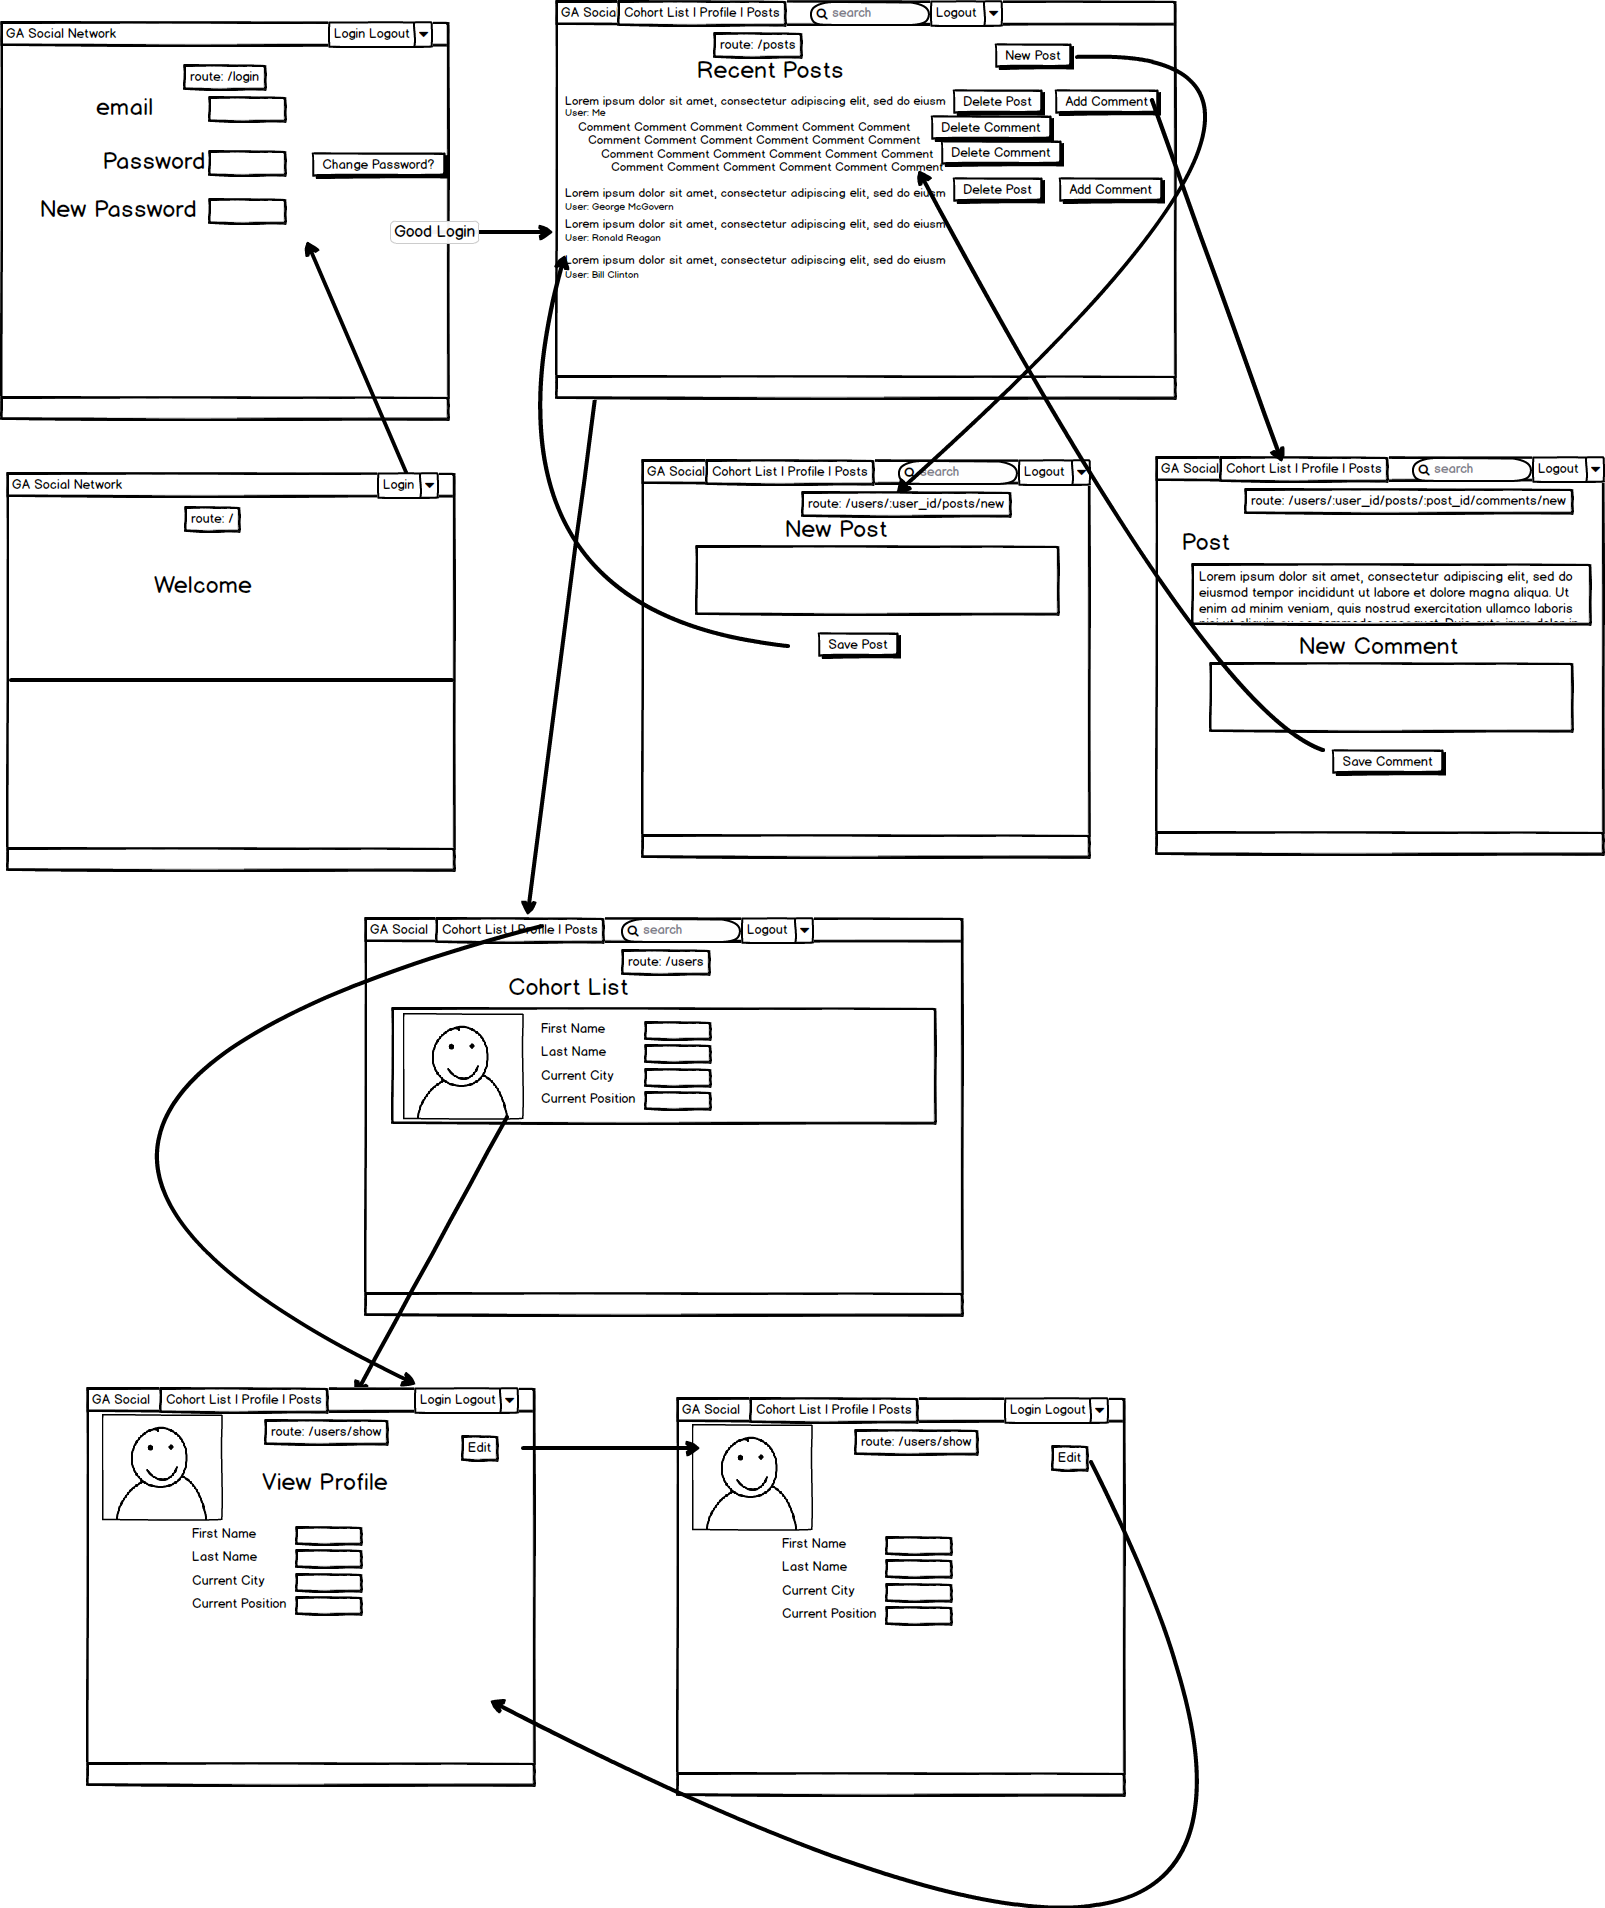 GA Social Network
Login Logout
route: /login
email
Password
Change Password?
New Password
Good Login
GA Socia
Cohort List | Profile | Posts
search
Logout
route: /posts
New Post
Recent Posts
Lorem ipsum dolor sit amet, consectetur adipiscing elit, sed do eiusm
Delete Post
Add Comment
User: Me
Comment Comment Comment Comment Comment Comment
Delete Comment
Comment Comment Comment Comment Comment Comment
Comment Comment Comment Comment Comment Comment
Delete Comment
Comment Comment Comment Comment Comment Comment
Lorem ipsum dolor sit amet, consectetur adipiscing elit, sed do eiusm
Delete Post
Add Comment
User: George McGovern
Lorem ipsum dolor sit amet, consectetur adipiscing elit, sed do eiusm
User: Ronald Reagan
Lorem ipsum dolor sit amet, consectetur adipiscing elit, sed do eiusm
User: Bill Clinton
GA Social Network
Login
route: /
Welcome
GA Social
Cohort List | Profile | Posts
search
Logout
route: /users/:user_id/posts/new
New Post
Save Post
GA Social
Cohort List | Profile | Posts
search
Logout
route: /users/:user_id/posts/:post_id/comments/new
Post
Lorem ipsum dolor sit amet, consectetur adipiscing elit, sed do
eiusmod tempor incididunt ut labore et dolore magna aliqua. Ut
enim ad minim veniam, quis nostrud exercitation ullamco laboris
New Comment
Save Comment
GA Social
Cohort List | Profile | Posts
search
Logout
route: /users
Cohort List
First Name
Last Name
Current City
Current Position
GA Social
Cohort List | Profile | Posts
Login Logout
route: /users/show
Edit
View Profile
First Name
Last Name
Current City
Current Position
GA Social
Cohort List | Profile | Posts
Login Logout
route: /users/show
Edit
First Name
Last Name
Current City
Current Position